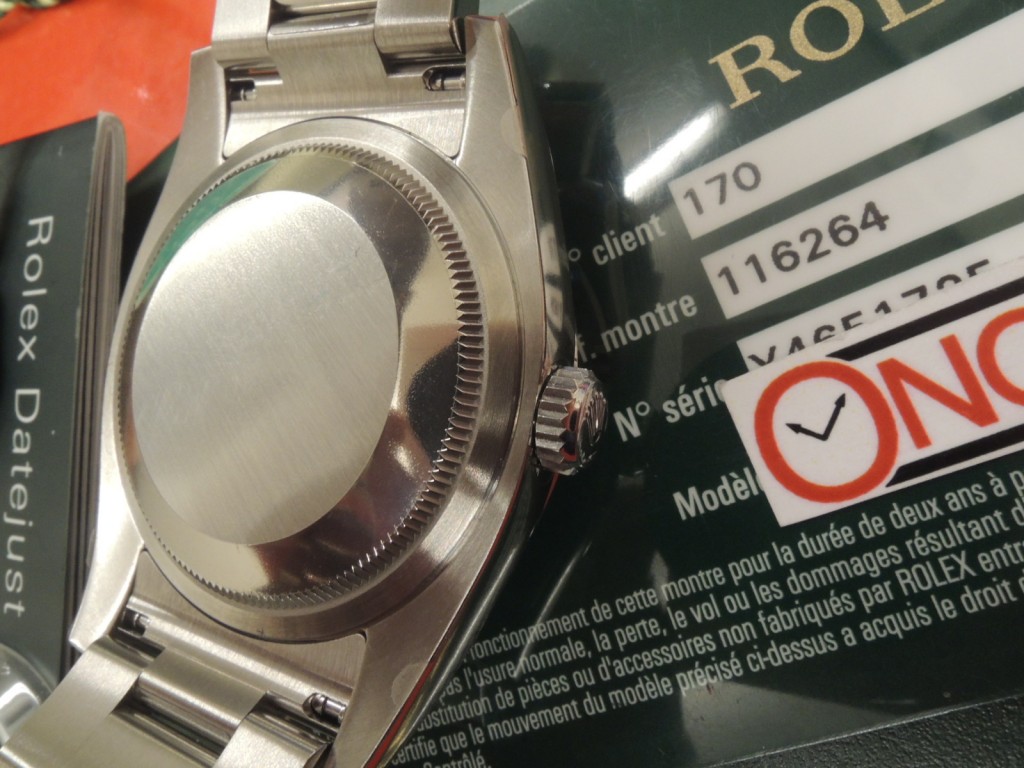 Rolex Datejust
ROL
N° client 170
montre 116264
N° série
Modèl
ONO
fonctionnement de cette montre pour la durée de deux ans à p
pas l'usure normale, la perte, le vol ou les dommages résultant d
substitution de pièces ou d'accessoires non fabriqués par ROLEX entr
certifie que le mouvement du modèle précisé ci-dessus a acquis le droit
Contrôlé.